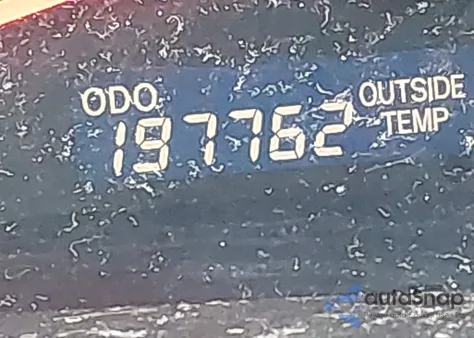 ODO
197762
OUTSIDE
TEMP
autoSnap